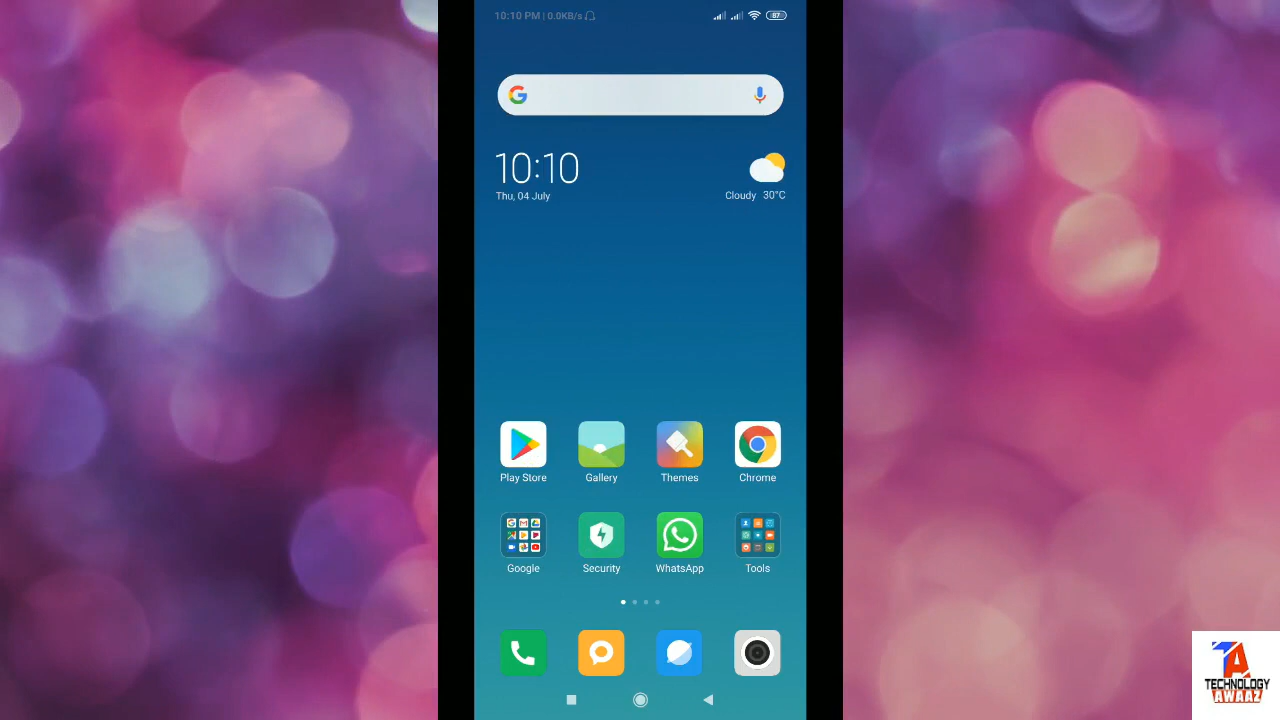 10:10 PM | 0.0KB/s
87
10:10
Thu, 04 July
Cloudy 30°C
Play Store
Gallery
Themes
Chrome
Google
Security
WhatsApp
Tools
TECHNOLOGY
AWAAZ